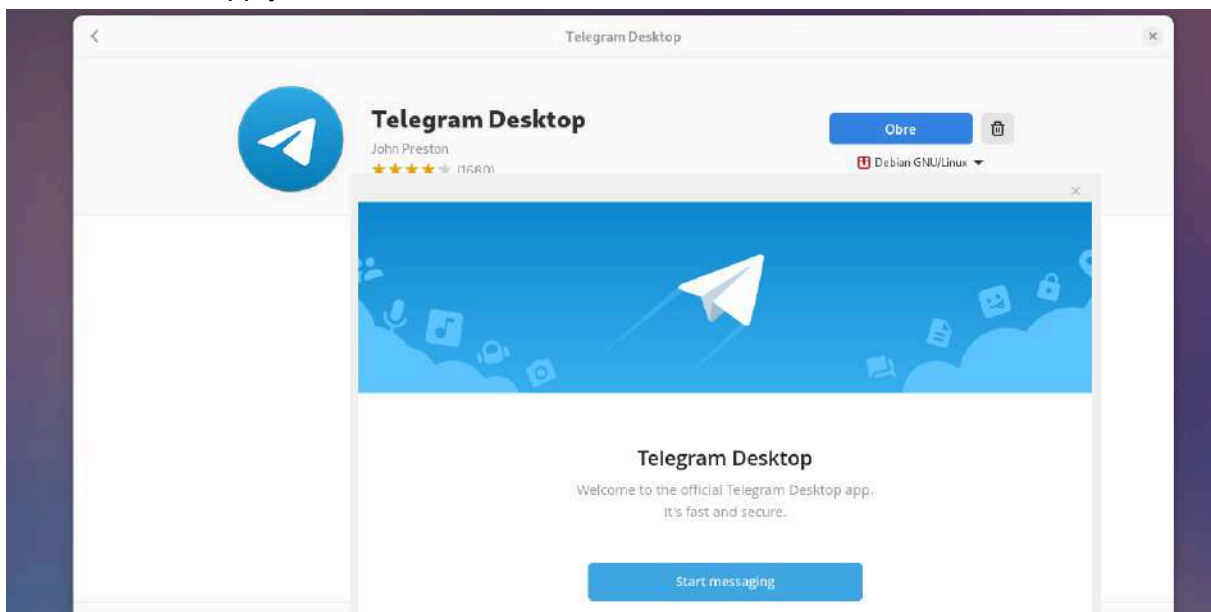 Telegram Desktop
Telegram Desktop
John Preston
(1680)
Obre
Debian GNU/Linux
Telegram Desktop
Welcome to the official Telegram Desktop app.
It's fast and secure.
Start messaging